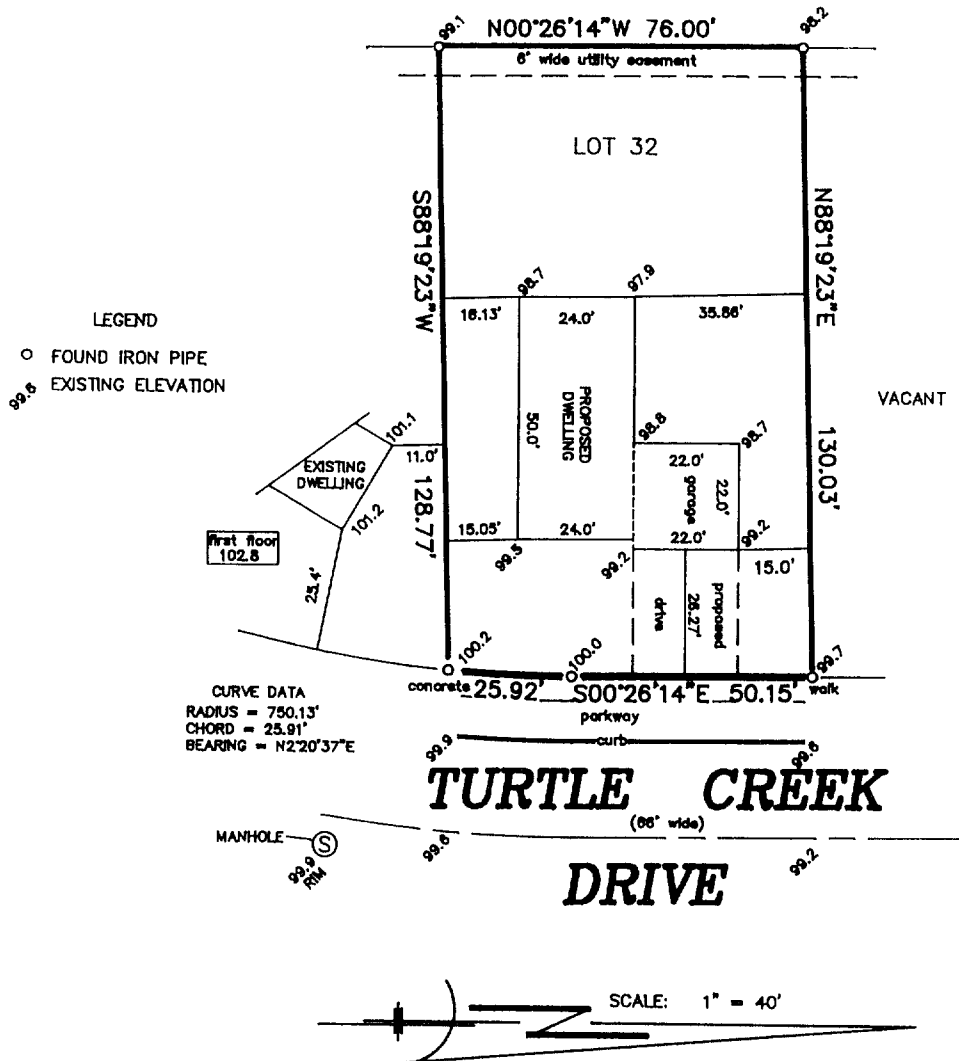 99.1
N00°26'14"W 76.00'
98.2
6' wide utility easement
LOT 32
S88°19'23"W
N88°19'23"E
98.7
97.9
16.13'
24.0'
35.86'
LEGEND
FOUND IRON PIPE
99.5 EXISTING ELEVATION
VACANT
PROPOSED
DWELLING
50.0'
101.1
11.0'
98.8
98.7
22.0'
garage
22.0'
EXISTING
DWELLING
128.77'
130.03'
101.2
first floor
102.8
15.05'
24.0'
99.5
99.2
22.0'
99.2
15.0'
25.4'
drive
26.27'
proposed
100.2
100.0
99.7
concrete
25.92'
S00°26'14"E 50.15'
walk
CURVE DATA
RADIUS = 750.13'
CHORD = 25.91'
BEARING = N2°20'37"E
parkway
99.9
curb
99.6
TURTLE CREEK
(66' wide)
MANHOLE
S
99.9
RIM
99.6
99.2
DRIVE
SCALE: 1" = 40'